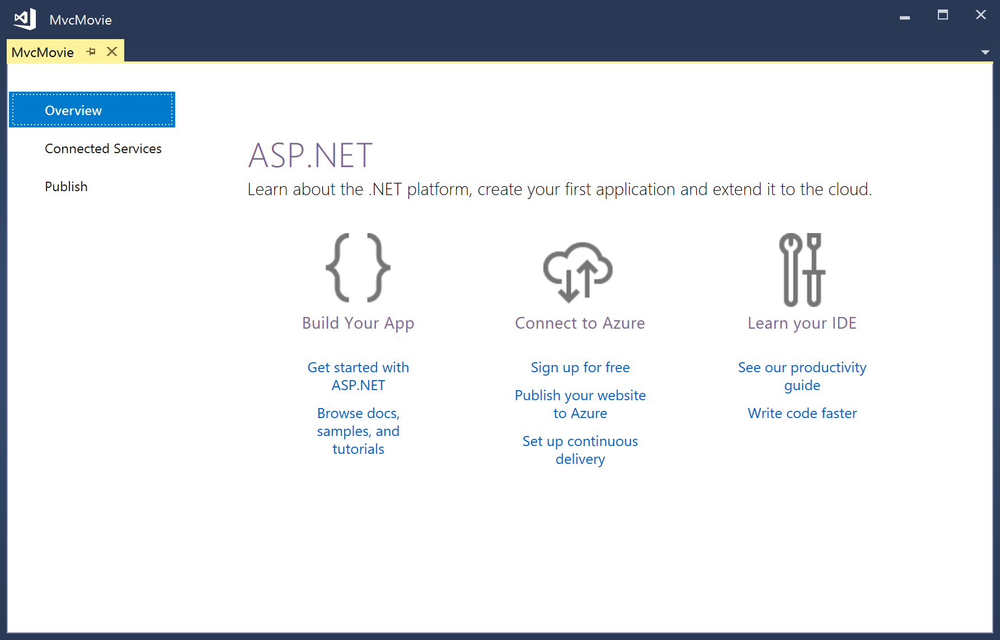 MvcMovie
MvcMovie
Overview
Connected Services
Publish
ASP.NET
Learn about the .NET platform, create your first application and extend it to the cloud.
Build Your App
Get started with
ASP.NET
Browse docs,
samples, and
tutorials
Connect to Azure
Sign up for free
Publish your website
to Azure
Set up continuous
delivery
Learn your IDE
See our productivity
guide
Write code faster